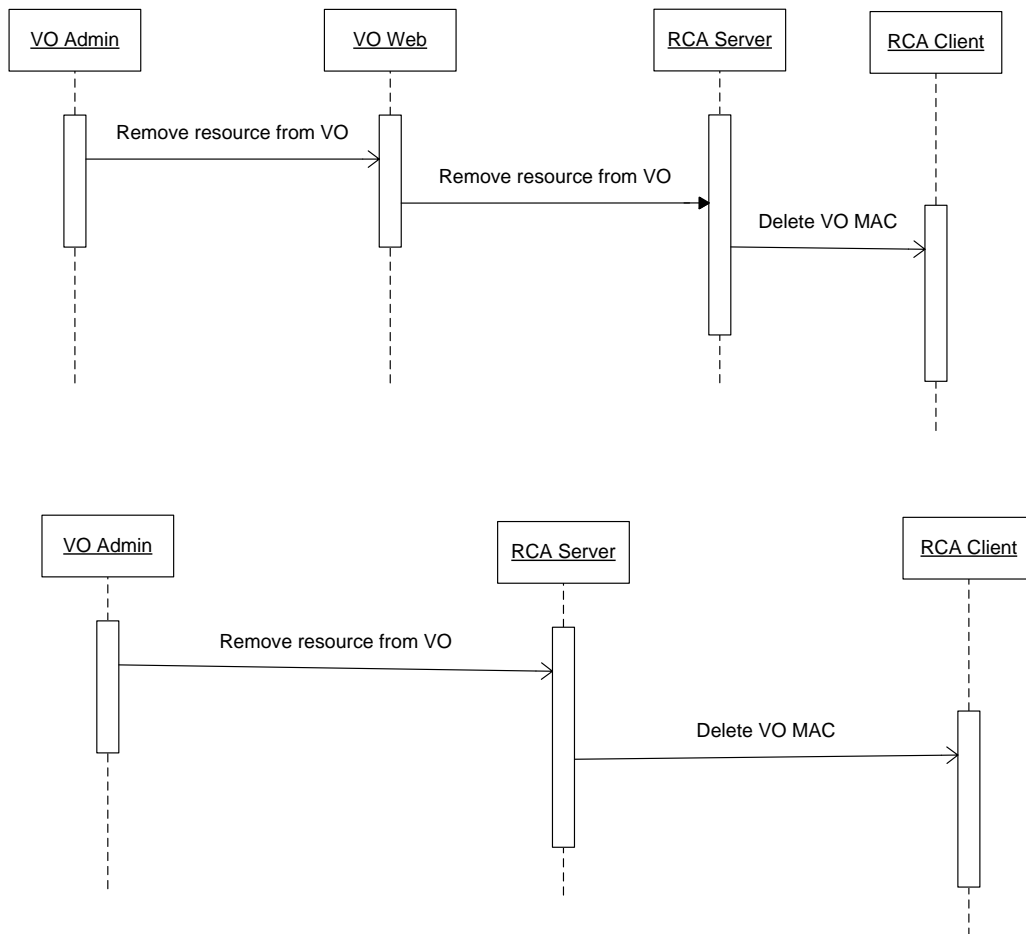 VO Admin
VO Web
RCA Server
RCA Client
Remove resource from VO
Remove resource from VO
Delete VO MAC
VO Admin
RCA Server
RCA Client
Remove resource from VO
Delete VO MAC